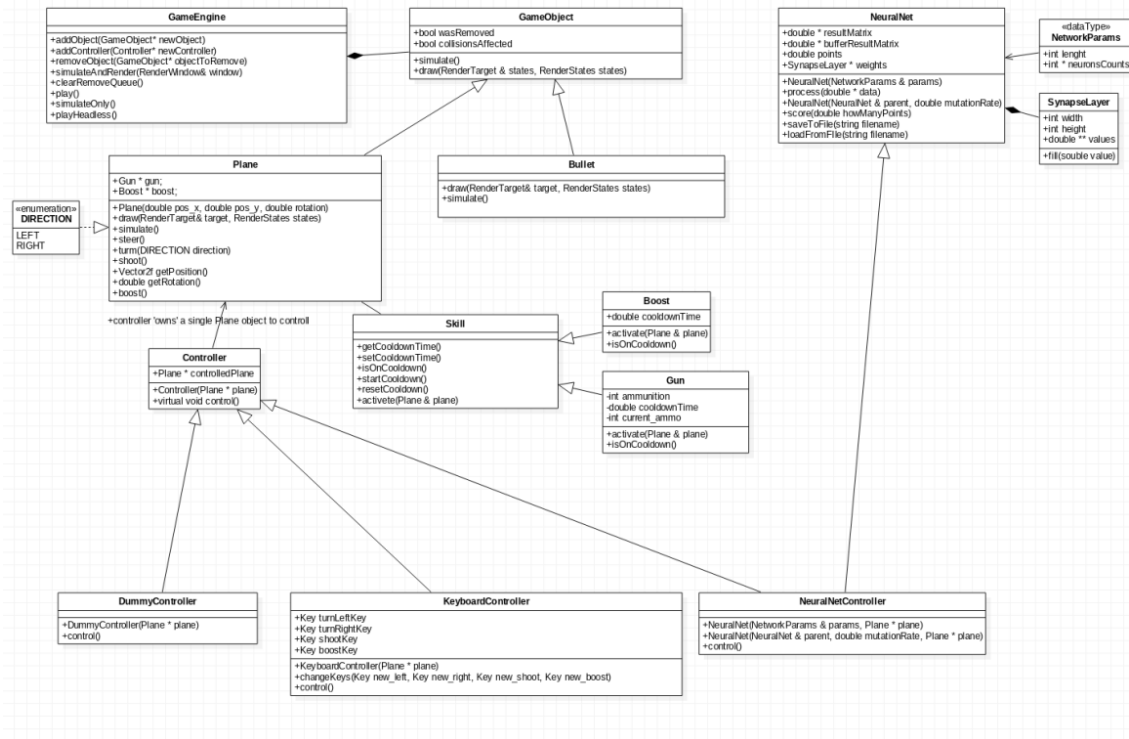 GameEngine
+addObject(GameObject* newObject)
+addController(Controller* newController)
+removeObject(GameObject* objectToRemove)
+simulateAndRender(RenderWindow& window)
+clearRemoveQueue()
+play()
+simulateOnly()
+playHeadless()
GameObject
+bool wasRemoved
+bool collisionsAffected
+simulate()
+draw(RenderTarget & states, RenderStates states)
NeuralNet
+double * resultMatrix
+double * bufferResultMatrix
+double points
+SynapseLayer * weights
+NeuralNet(NetworkParams & params)
+process(double * data)
+NeuralNet(NeuralNet & parent, double mutationRate)
+score(double howManyPoints)
+saveToFile(string filename)
+loadFromFIle(string filename)
«dataType»
NetworkParams
+int lenght
+int * neuronsCounts
SynapseLayer
+int width
+int height
+double ** values
+fill(souble value)
Plane
+Gun * gun;
+Boost * boost;
+Plane(double pos_x, double pos_y, double rotation)
+draw(RenderTarget& target, RenderStates states)
+simulate()
+steer()
+turm(DIRECTION direction)
+shoot()
+Vector2f getPosition()
+double getRotation()
+boost()
Bullet
+draw(RenderTarget& target, RenderStates states)
+simulate()
«enumeration»
DIRECTION
LEFT
RIGHT
+controller 'owns' a single Plane object to controll
Controller
+Plane * controlledPlane
+Controller(Plane * plane)
+virtual void control()
Skill
+getCooldownTime()
+setCooldownTime()
+isOnCooldown()
+startCooldown()
+resetCooldown()
+activete(Plane & plane)
Boost
+double cooldownTime
+activate(Plane & plane)
+isOnCooldown()
Gun
-int ammunition
-double cooldownTime
-int current_ammo
+activate(Plane & plane)
+isOnCooldown()
DummyController
+DummyController(Plane * plane)
+control()
KeyboardController
+Key turnLeftKey
+Key turnRightKey
+Key shootKey
+Key boostKey
+KeyboardController(Plane * plane)
+changeKeys(Key new_left, Key new_right, Key new_shoot, Key new_boost)
+control()
NeuralNetController
+NeuralNet(NetworkParams & params, Plane * plane)
+NeuralNet(NeuralNet & parent, double mutationRate, Plane * plane)
+control()